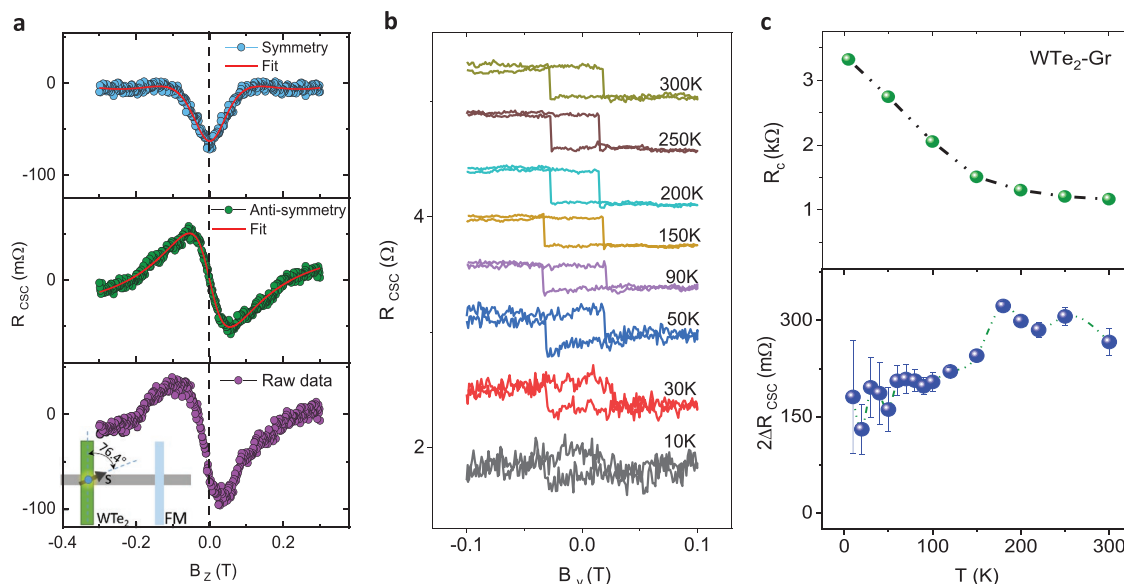 a
Symmetry
Fit
0
-100
Anti-symmetry
Fit
0
Raw data
0
-100
76.4°
S
WTe₂
FM
-0.4
-0.2
0.0
0.2
B Z (T)
R CSC (mΩ)
b
300K
250K
200K
150K
90K
50K
30K
10K
4
2
R CSC (Ω)
-0.1
0.0
0.1
B y (T)
c
WTe₂-Gr
3
2
1
R c (kΩ)
300
150
0
2ΔR CSC (mΩ)
0
50
100
150
200
250
300
T (K)